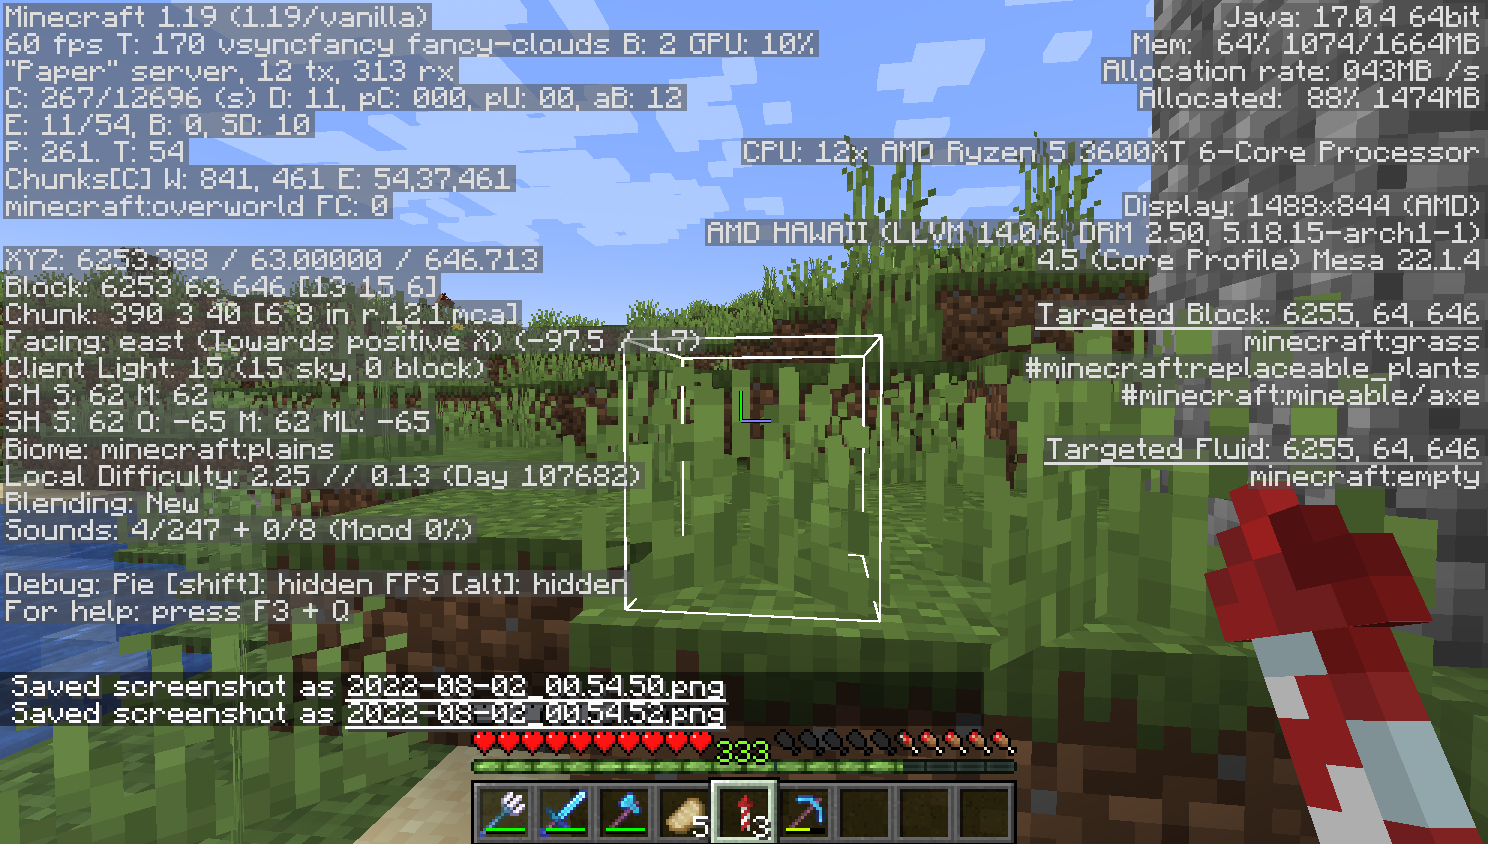 Minecraft 1.19 (1.19/vanilla)
60 fps T: 170 vsyncfancy fancy-clouds B: 2 GPU: 10%
"Paper" server, 12 tx, 313 rx
C: 267/12696 (s) D: 11, pC: 000, pU: 00, aB: 12
E: 11/54, B: 0, SD: 10
P: 261. T: 54
Chunks[C] W: 841, 461 E: 54,37,461
minecraft:overworld FC: 0
XYZ: / 63.00000 / 646.713
Block: 6253 63 646 [13 15 6]
Chunk: 390 3 40 [6 8 in r.12.1.mca]
Facing: east (Towards positive X) (-97.5 / -1.7)
Client Light: 15 (15 sky, 0 block)
CH S: 62 M: 62
SH S: 62 O: -65 M: 62 ML: -65
Biome: minecraft:plains
Local Difficulty: 2.25 // 0.13 (Day 107682)
Blending: New
Sounds: 4/247 + 0/8 (Mood 0%)
Debug: Pie [shift]: hidden FPS [alt]: hidden
For help: press F3 + Q
Java: 17.0.4 64bit
Mem: 64% 1074/1664MB
Allocation rate: 043MB /s
Allocated: 88% 1474MB
CPU: 12x AMD Ryzen 5 3600XT 6-Core Processor
Display: 1488x844 (AMD)
AMD HAWAII (LLVM 14.0.6, DRM 2.50, 5.18.15-arch1-1)
4.5 (Core Profile) Mesa 22.1.4
Targeted Block: 6255, 64, 646
minecraft:grass
#minecraft:replaceable_plants
#minecraft:mineable/axe
Targeted Fluid: 6255, 64, 646
minecraft:empty
Saved screenshot as 2022-08-02_00.54.50.png
Saved screenshot as 2022-08-02_00.54.52.png
333
5
3